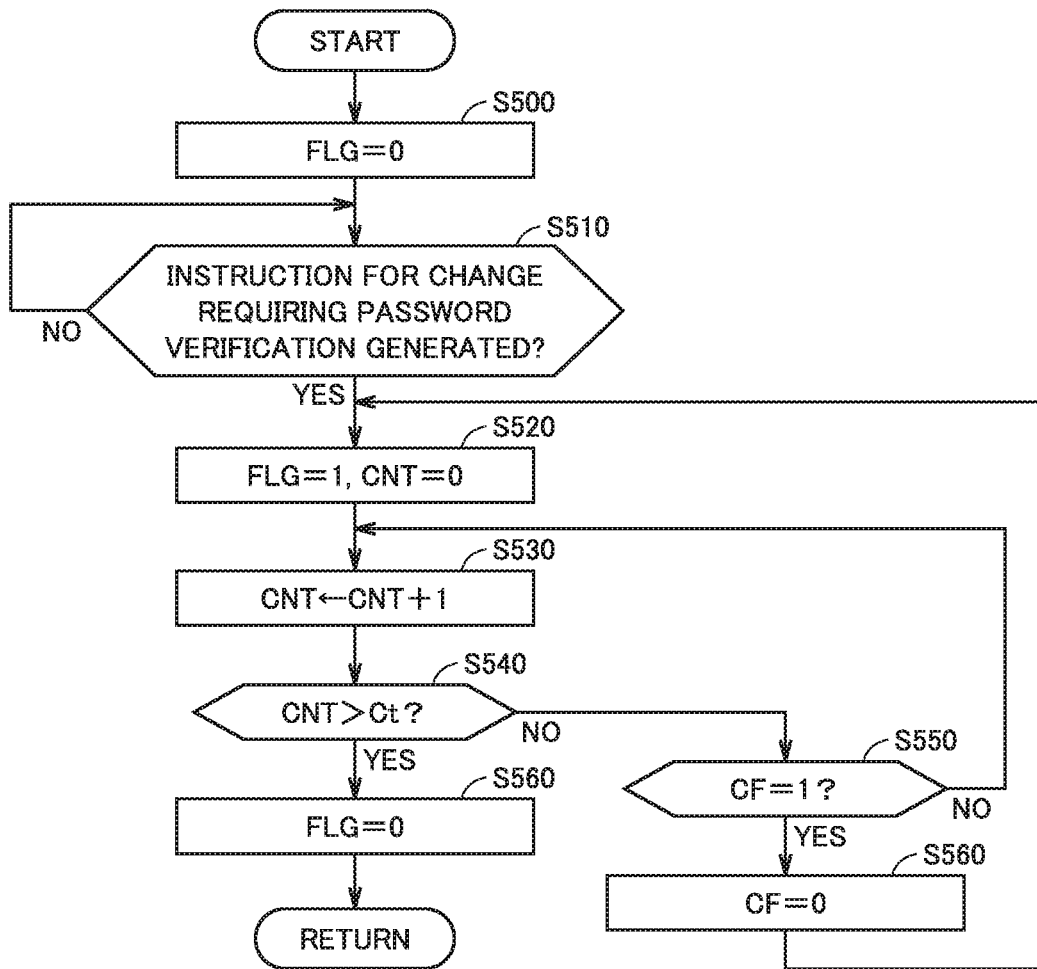 START
S500
FLG=0
S510
INSTRUCTION FOR CHANGE
REQUIRING PASSWORD
VERIFICATION GENERATED?
NO
YES
S520
FLG=1, CNT=0
S530
CNT←CNT+1
S540
CNT>Ct?
NO
YES
S550
CF=1?
NO
YES
S560
FLG=0
S560
CF=0
RETURN